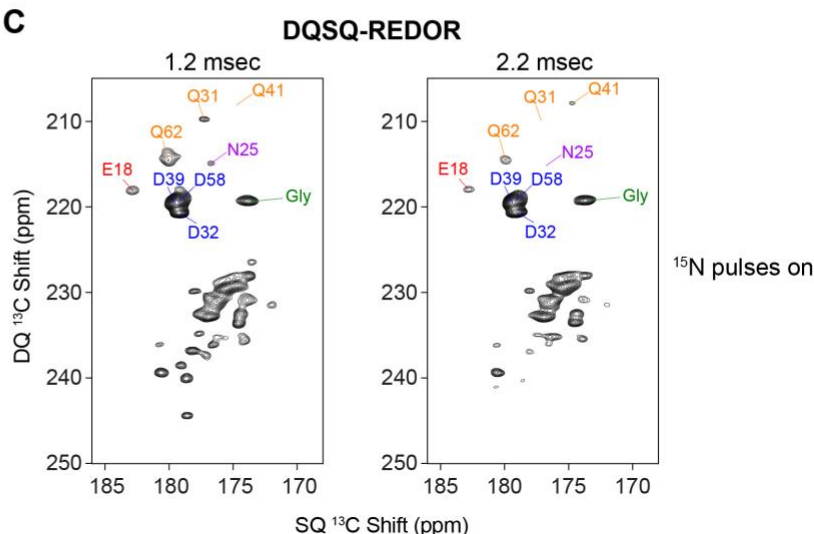 C
DQSQ-REDOR
1.2 msec
2.2 msec
DQ ¹³C Shift (ppm)
210
220
230
240
250
185 180 175 170
Q31
Q41
Q62
N25
E18
D39
D58
Gly
D32
210
220
230
240
250
185 180 175 170
Q31
Q41
Q62
N25
E18
D39
D58
Gly
D32
¹⁵N pulses on
SQ ¹³C Shift (ppm)